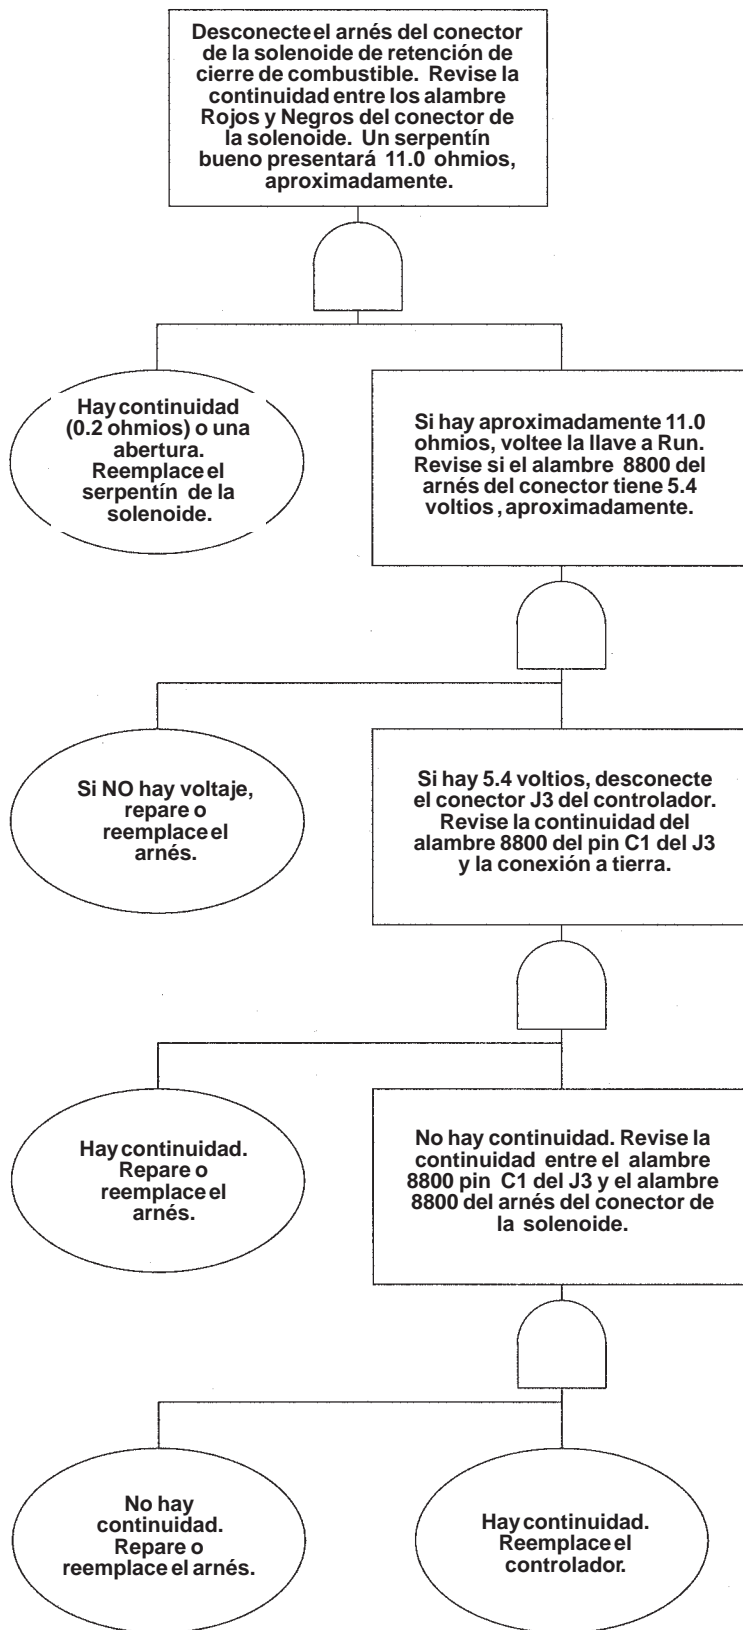 Desconecte el arnés del conector
de la solenoide de retención de
cierre de combustible. Revise la
continuidad entre los alambre
Rojos y Negros del conector de
la solenoide. Un serpentín
bueno presentará 11.0 ohmios,
aproximadamente.
Hay continuidad
(0.2 ohmios) o una
abertura.
Reemplace el
serpentín de la
solenoide.
Si hay aproximadamente 11.0
ohmios, voltee la llave a Run.
Revise si el alambre 8800 del
arnés del conector tiene 5.4
voltios , aproximadamente.
Si NO hay voltaje,
repare o
reemplace el
arnés.
Si hay 5.4 voltios, desconecte
el conector J3 del controlador.
Revise la continuidad del
alambre 8800 del pin C1 del J3
y la conexión a tierra.
Hay continuidad.
Repare o
reemplace el
arnés.
No hay continuidad. Revise la
continuidad entre el alambre
8800 pin C1 del J3 y el alambre
8800 del arnés del conector de
la solenoide.
No hay
continuidad.
Repare o
reemplace el arnés.
Hay continuidad.
Reemplace el
controlador.